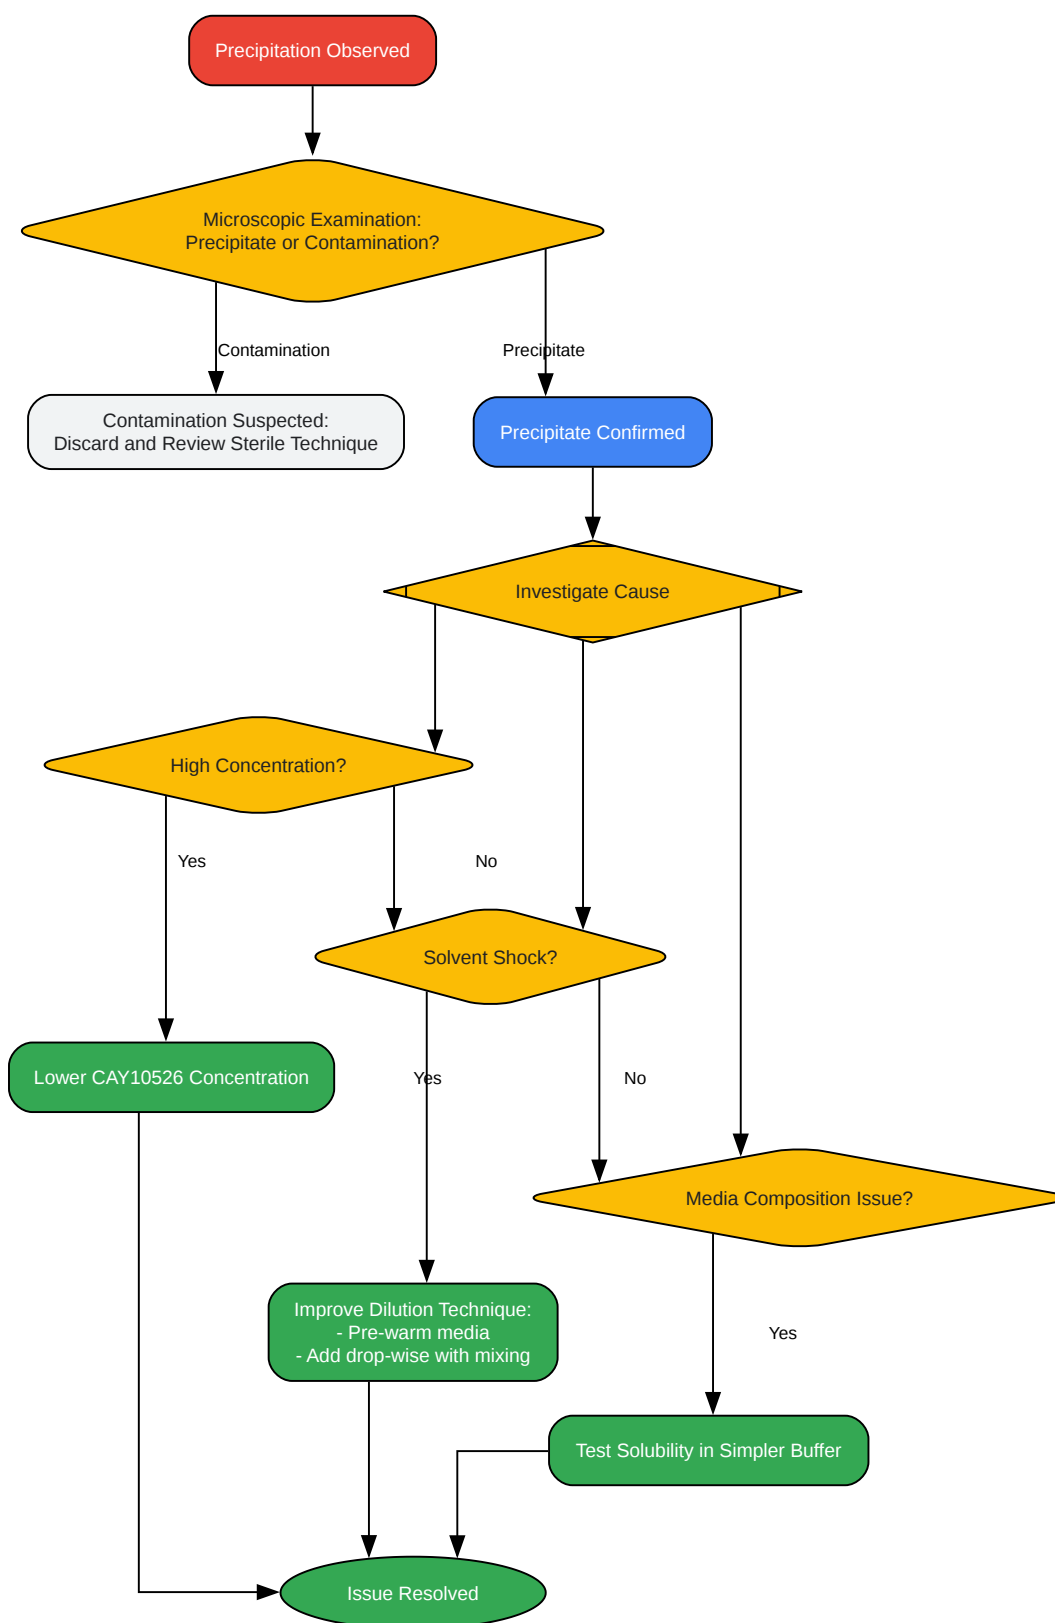 Precipitation Observed
Microscopic Examination:
Precipitate or Contamination?
Contamination
Precipitate
Contamination Suspected:
Discard and Review Sterile Technique
Precipitate Confirmed
Investigate Cause
High Concentration?
Yes
No
Solvent Shock?
Lower CAY10526 Concentration
Yes
No
Media Composition Issue?
Improve Dilution Technique:
- Pre-warm media
- Add drop-wise with mixing
Yes
Test Solubility in Simpler Buffer
Issue Resolved